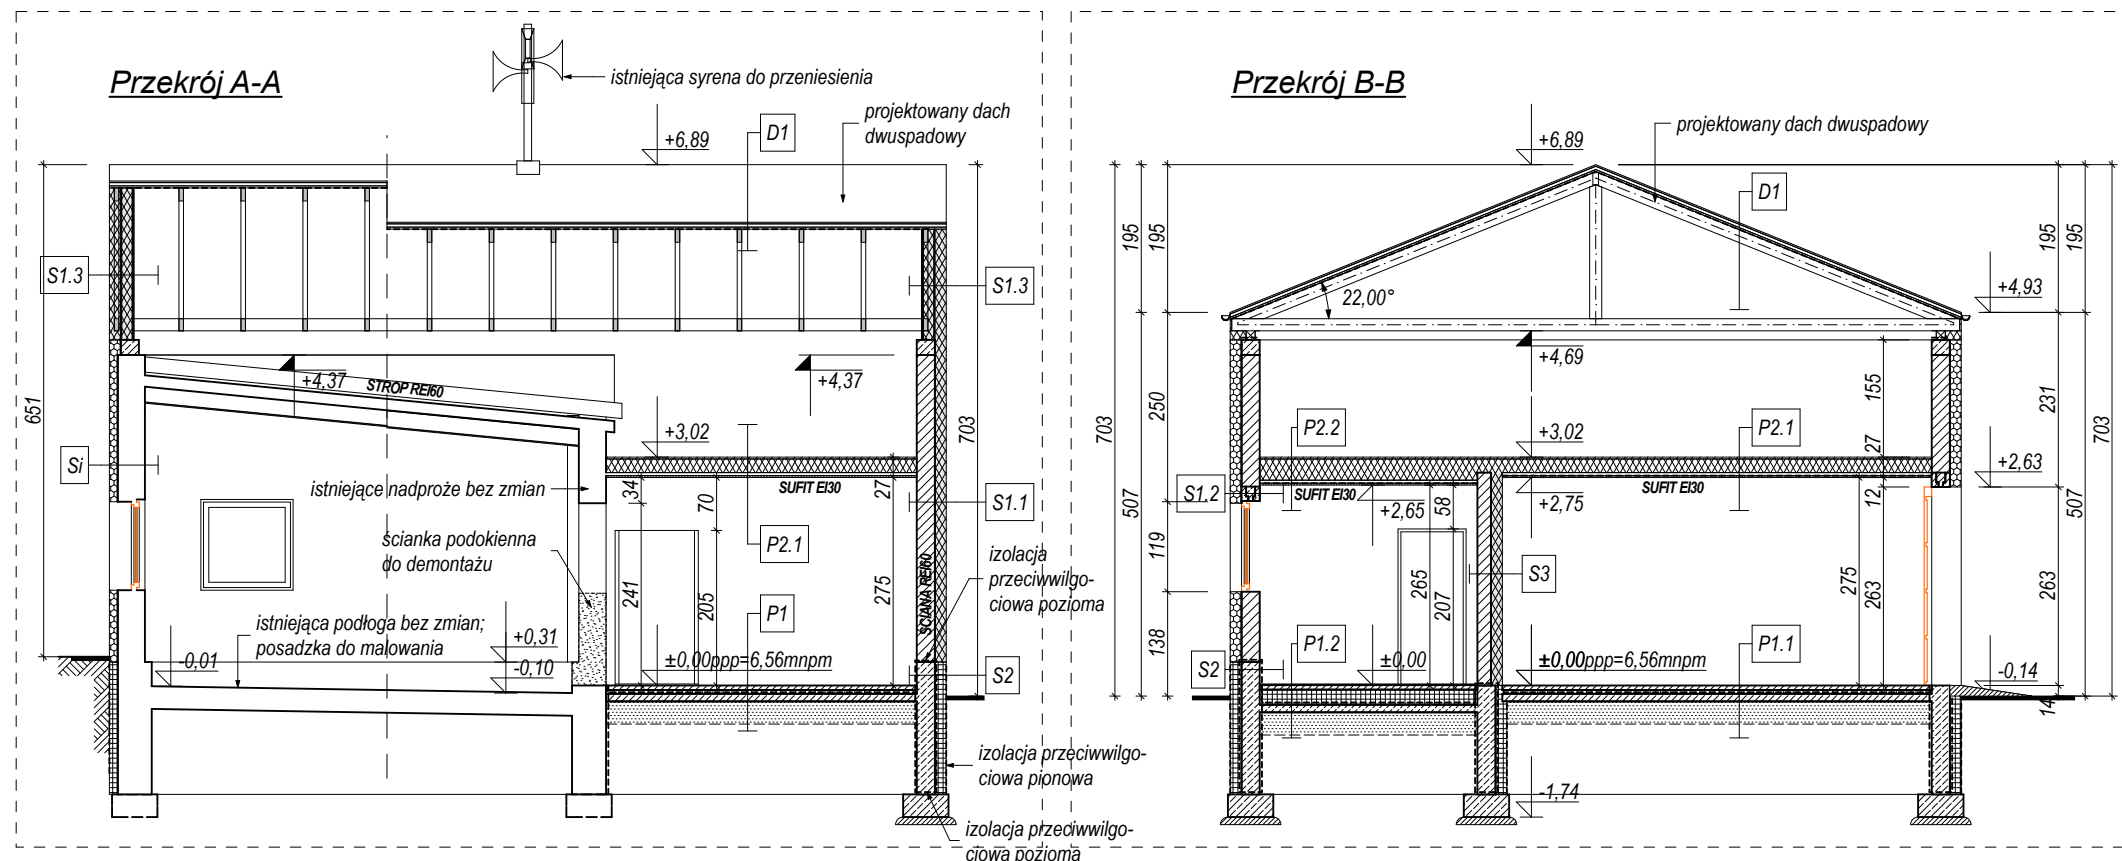 Przekrój A-A
istniejąca syrena do przeniesienia
projektowany dach
dwuspadowy
D1
+6,89
S1.3
S1.3
651
703
+4,37
STROP REI60
+4,37
+3,02
Si
istniejące nadproże bez zmian
34
70
SUFIT EI30
27
S1.1
ścianka podokienna
do demontażu
P2.1
izolacja
przeciwwilgo-
ciowa pozioma
241
205
275
ŚCIANA REI60
P1
istniejąca podłoga bez zmian;
posadzka do malowania
-0,01
+0,31
-0,10
±0,00ppp=6,56mnpm
S2
izolacja przeciwwilgo-
ciowa pionowa
izolacja przeciwwilgo-
ciowa pozioma
Przekrój B-B
+6,89
projektowany dach dwuspadowy
D1
195
195
195
195
22,00°
+4,93
+4,69
703
507
250
155
231
703
P2.2
+3,02
P2.1
27
+2,63
S1.2
SUFIT EI30
+2,65
58
+2,75
SUFIT EI30
12
507
119
265
207
S3
275
263
263
138
S2
P1.2
±0,00
±0,00ppp=6,56mnpm
P1.1
-0,14
14
-1,74